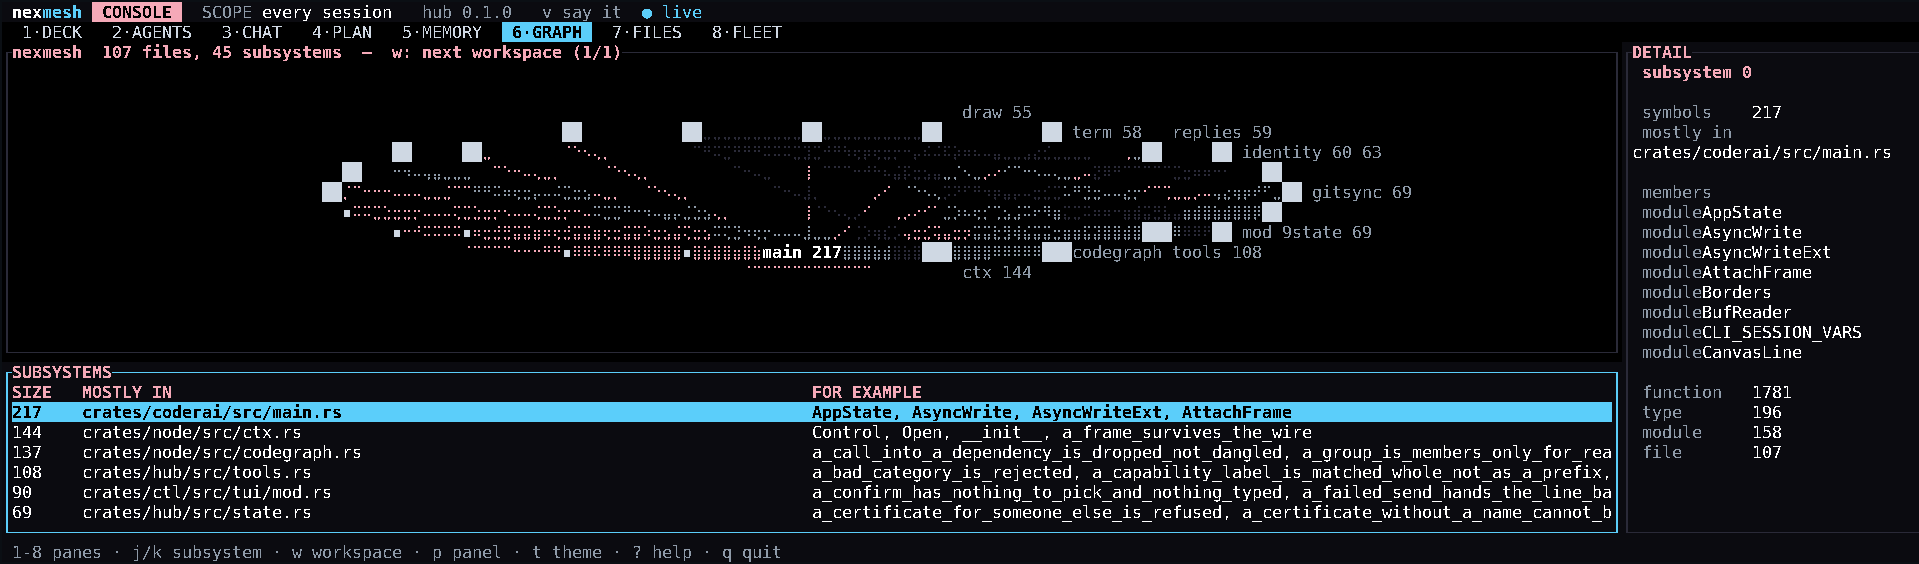 nexmesh CONSOLE SCOPE every session hub 0.1.0 v say it ● live
1·DECK 2·AGENTS 3·CHAT 4·PLAN 5·MEMORY 6·GRAPH 7·FILES 8·FLEET
nexmesh 107 files, 45 subsystems — w: next workspace (1/1)
draw 55
term 58 replies 59
identity 60 63
gitsync 69
mod 9state 69
main 217 codegraph tools 108
ctx 144
DETAIL
subsystem 0
symbols 217
mostly in
crates/coderai/src/main.rs
members
moduleAppState
moduleAsyncWrite
moduleAsyncWriteExt
moduleAttachFrame
moduleBorders
moduleBufReader
moduleCLI_SESSION_VARS
moduleCanvasLine
function 1781
type 196
module 158
file 107
SUBSYSTEMS
SIZE MOSTLY IN FOR EXAMPLE
217 crates/coderai/src/main.rs AppState, AsyncWrite, AsyncWriteExt, AttachFrame
144 crates/node/src/ctx.rs Control, Open, __init__, a_frame_survives_the_wire
137 crates/node/src/codegraph.rs a_call_into_a_dependency_is_dropped_not_dangled, a_group_is_members_only_for_rea
108 crates/hub/src/tools.rs a_bad_category_is_rejected, a_capability_label_is_matched_whole_not_as_a_prefix,
90 crates/ctl/src/tui/mod.rs a_confirm_has_nothing_to_pick_and_nothing_typed, a_failed_send_hands_the_line_ba
69 crates/hub/src/state.rs a_certificate_for_someone_else_is_refused, a_certificate_without_a_name_cannot_b
1-8 panes · j/k subsystem · w workspace · p panel · t theme · ? help · q quit